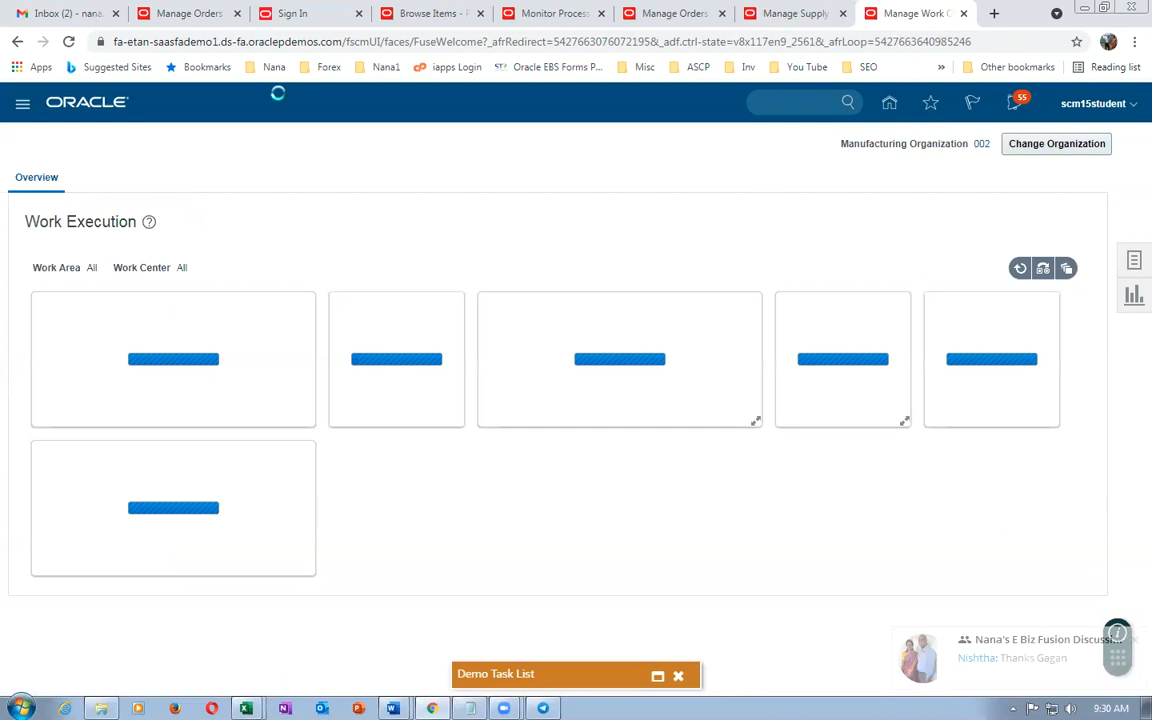 Inbox (2) - nana.
Manage Orders
Sign In
Browse Items - F
Monitor Process
Manage Orders
Manage Supply
Manage Work C
fa-etan-saasfademo1.ds-fa.oraclepdemos.com/fscmUI/faces/FuseWelcome?_afrRedirect=5427663076072195&_adf.ctrl-state=v8x117en9_2561&_afrLoop=5427663640985246
Apps
Suggested Sites
Bookmarks
Nana
Forex
Nana1
iapps Login
Oracle EBS Forms P...
Misc
ASCP
Inv
You Tube
SEO
»
Other bookmarks
Reading list
ORACLE
55
scm15student
Manufacturing Organization 002
Change Organization
Overview
Work Execution
Work Area All Work Center All
Nana's E Biz Fusion Discussi...
Nishtha: Thanks Gagan
Demo Task List
9:30 AM